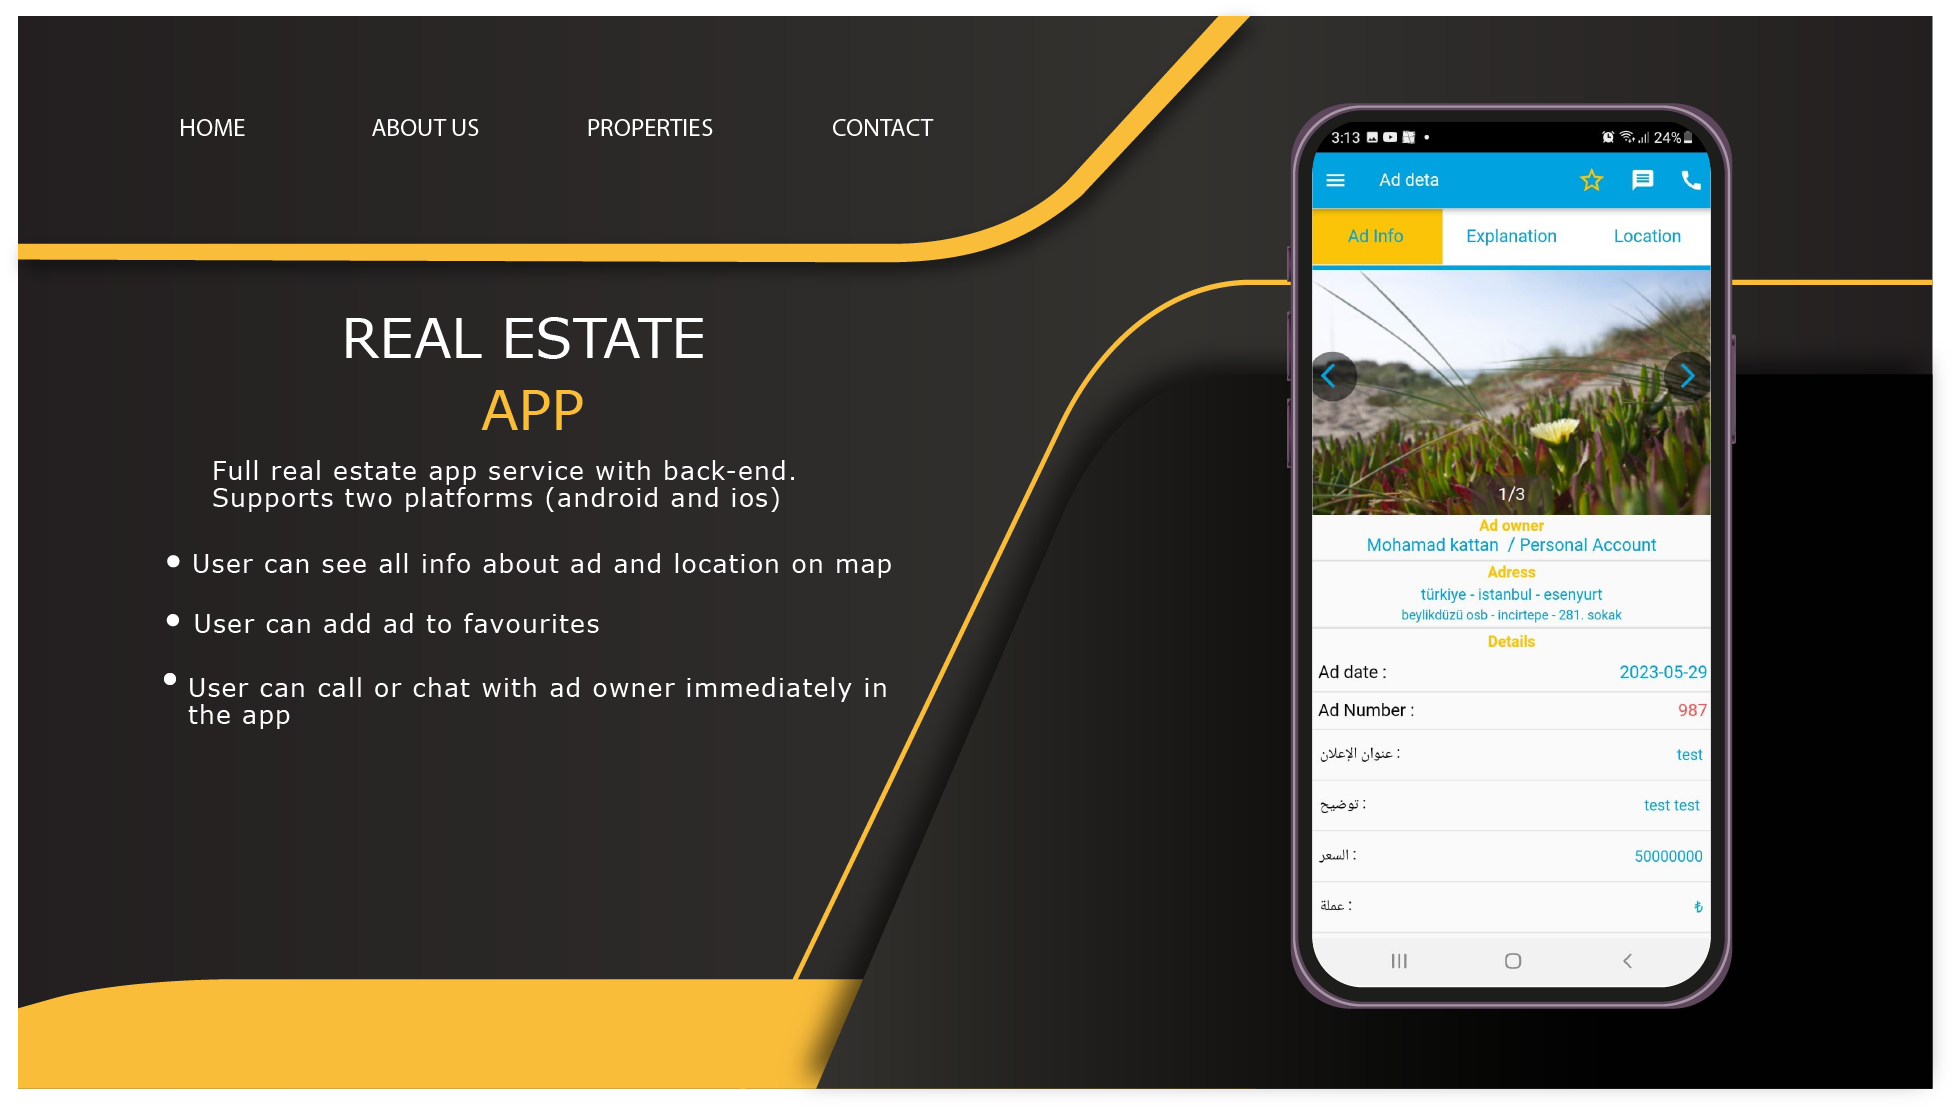 HOME ABOUT US PROPERTIES CONTACT
REAL ESTATE
APP
Full real estate app service with back-end.
Supports two platforms (android and ios)
• User can see all info about ad and location on map
• User can add ad to favourites
• User can call or chat with ad owner immediately in
the app
3:13 24%
Ad deta
Ad Info Explanation Location
1/3
Ad owner
Mohamad kattan / Personal Account
Adress
türkiye - istanbul - esenyurt
beylikdüzü osb - incirtepe - 281. sokak
Details
Ad date : 2023-05-29
Ad Number : 987
عنوان الإعلان : test
توضيح : test test
السعر : 50000000
عملة : ₺